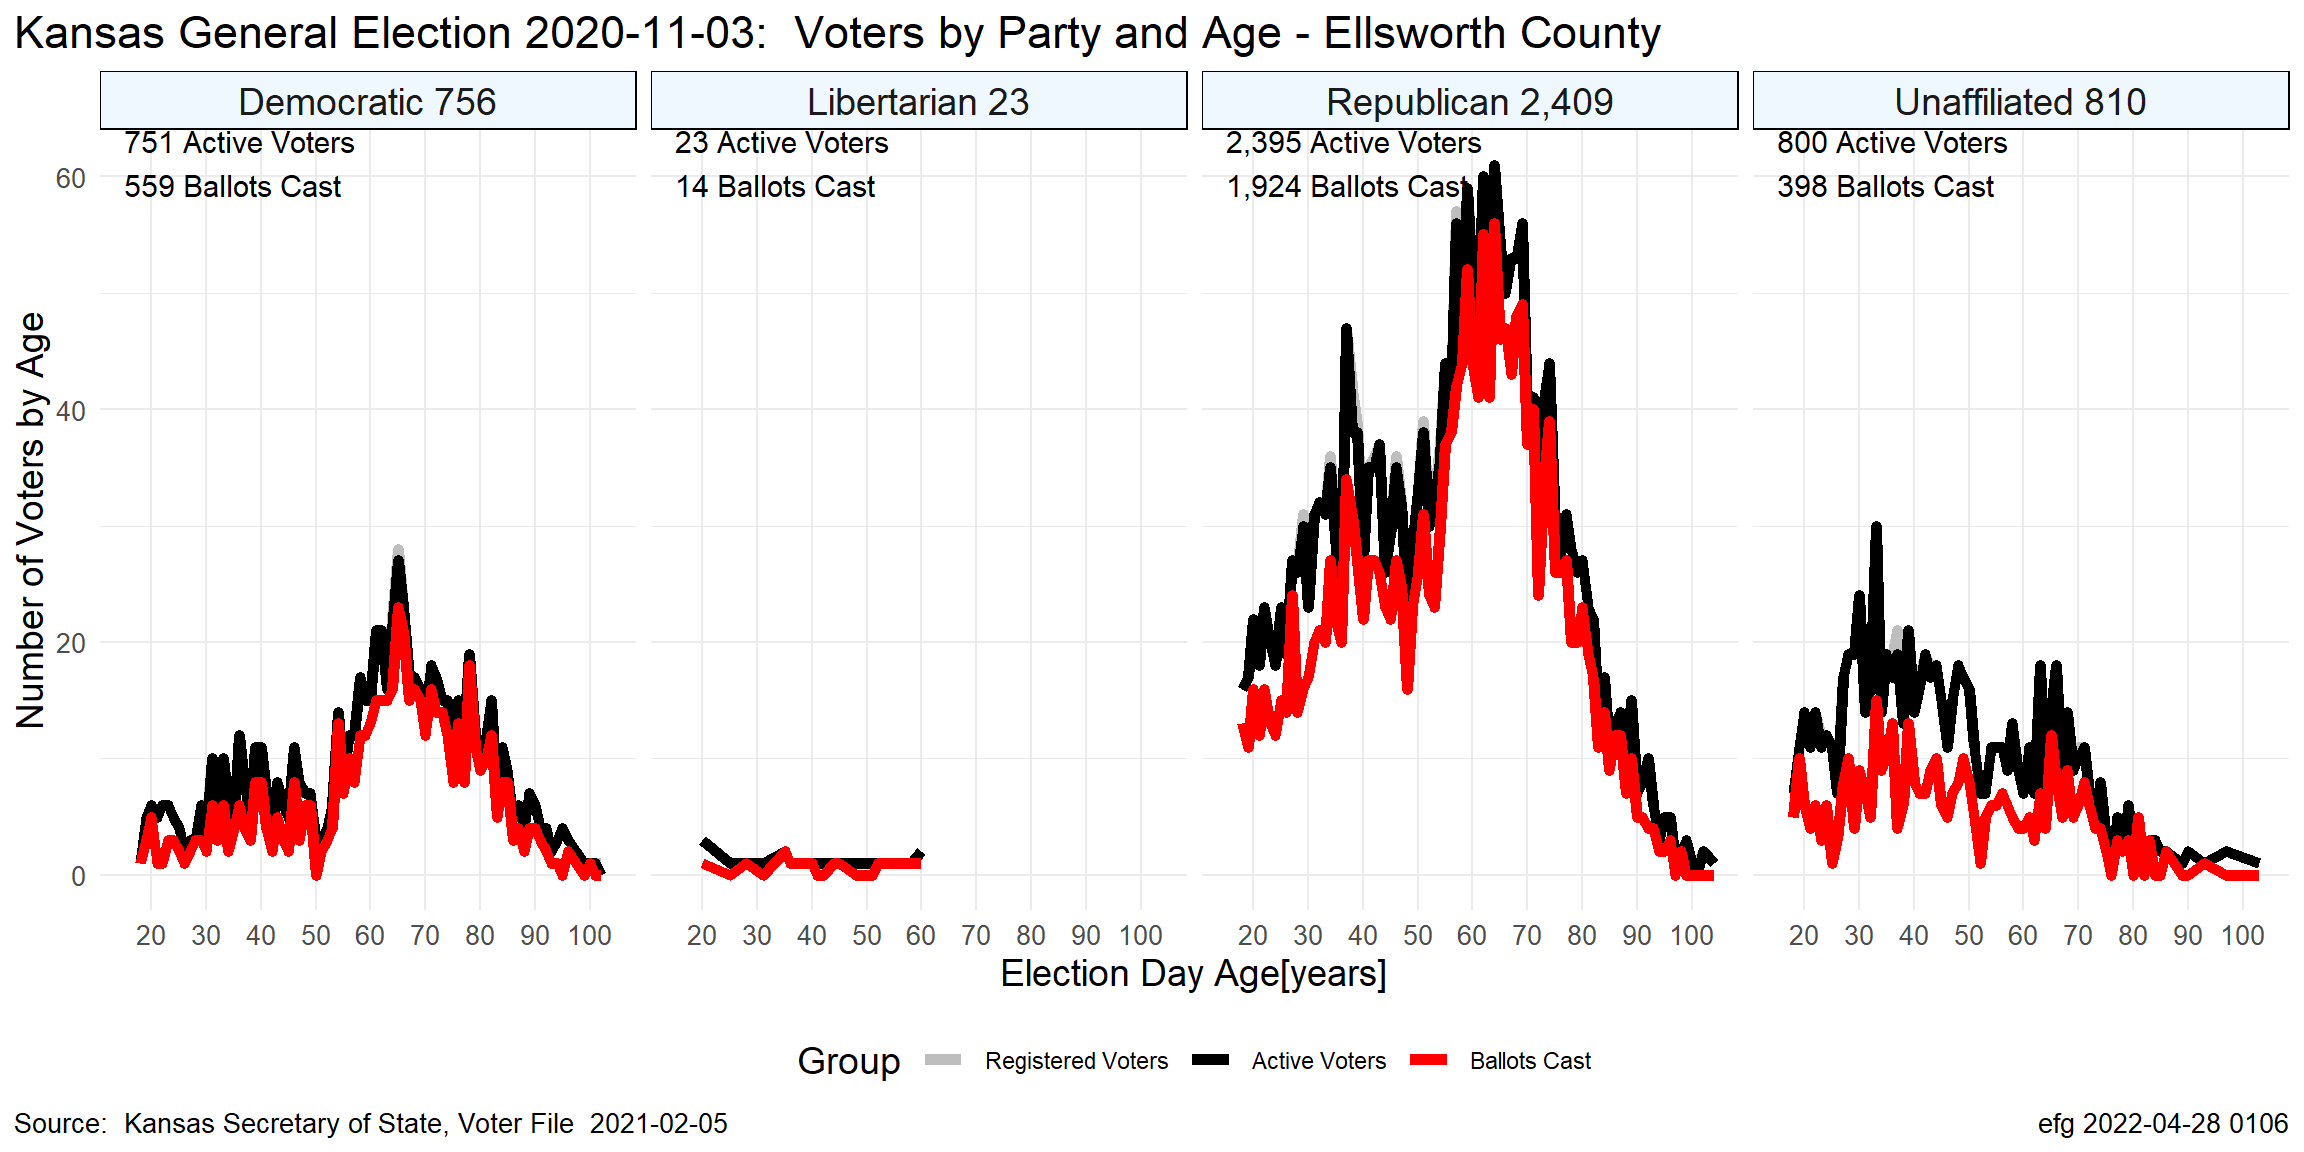 Kansas General Election 2020-11-03:  Voters by Party and Age - Ellsworth County
Democratic 756
Libertarian 23
Republican 2,409
Unaffiliated 810
751 Active Voters
559 Ballots Cast
23 Active Voters
14 Ballots Cast
2,395 Active Voters
1,924 Ballots Cast
800 Active Voters
398 Ballots Cast
Number of Voters by Age
60
40
20
0
20 30 40 50 60 70 80 90 100
20 30 40 50 60 70 80 90 100
20 30 40 50 60 70 80 90 100
20 30 40 50 60 70 80 90 100
Election Day Age[years]
Group Registered Voters Active Voters Ballots Cast
Source:  Kansas Secretary of State, Voter File  2021-02-05
efg 2022-04-28 0106